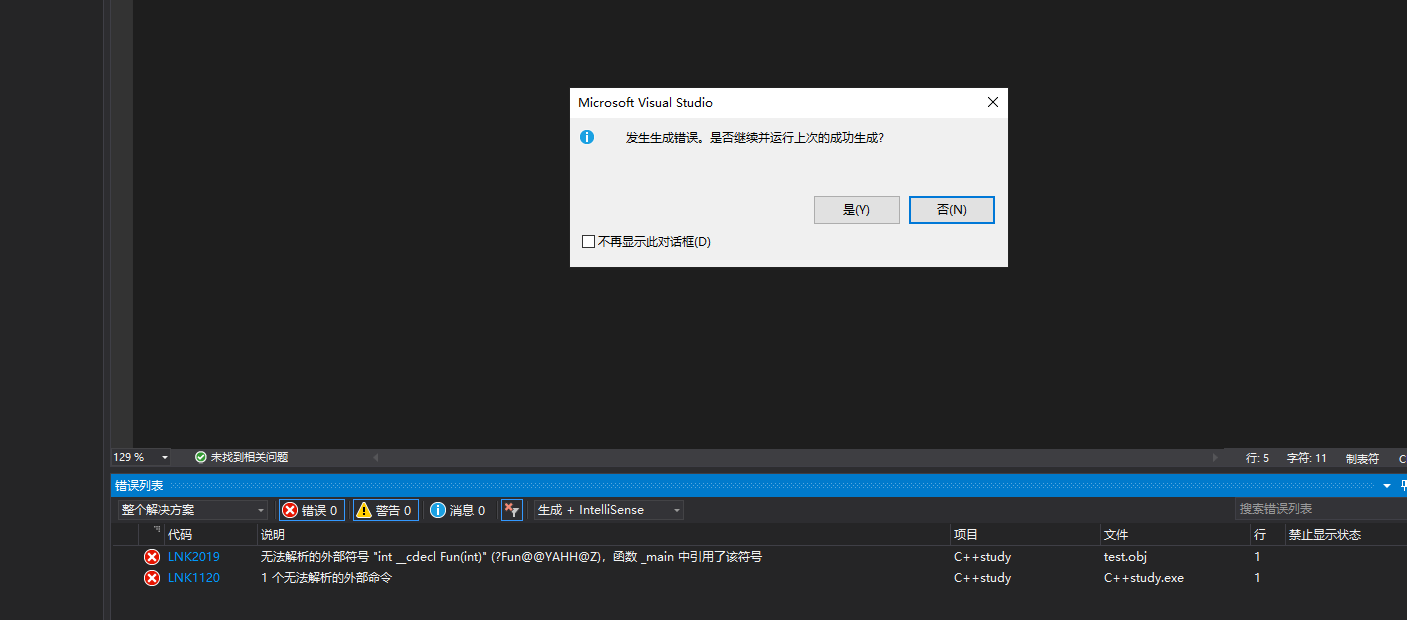 Microsoft Visual Studio
发生生成错误。是否继续并运行上次的成功生成?
是(Y) 否(N)
不再显示此对话框(D)
129 % 未找到相关问题 行: 5 字符: 11 制表符 C
错误列表
整个解决方案 错误 0 警告 0 消息 0 生成 + IntelliSense 搜索错误列表
代码 说明 项目 文件 行 禁止显示状态
LNK2019 无法解析的外部符号 "int __cdecl Fun(int)" (?Fun@@YAHH@Z)，函数 _main 中引用了该符号 C++study test.obj 1
LNK1120 1 个无法解析的外部命令 C++study C++study.exe 1